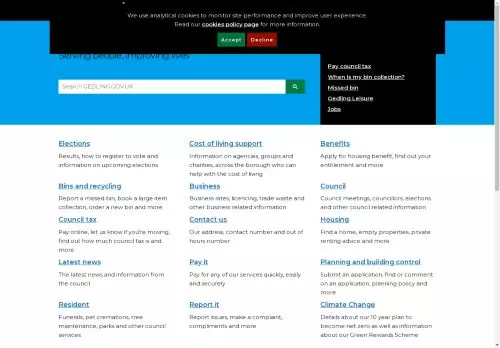 We use analytical cookies to monitor site performance and improve user experience.
Read our cookies policy page for more information.
Accept Decline
Serving people, improving lives
Search GEDLING.GOV.UK
Pay council tax
When is my bin collection?
Missed bin
Gedling Leisure
Jobs
Elections
Results, how to register to vote and
information on upcoming elections
Cost of living support
Information on agencies, groups and
charities, across the borough who can
help with the cost of living
Benefits
Apply for housing benefit, find out your
entitlement and more
Bins and recycling
Report a missed bin, book a large item
collection, order a new bin and more
Business
Business rates, licencing, trade waste and
other business related information
Council
Council meetings, councillors, elections
and other council related information
Council tax
Pay online, let us know if you're moving,
find out how much council tax is and
more.
Contact us
Our address, contact number and out of
hours number
Housing
Find a home, empty properties, private
renting advice and more
Latest news
The latest news and information from
the council
Pay it
Pay for any of our services quickly, easily
and securely
Planning and building control
Submit an application, find or comment
on an application, planning policy and
more
Resident
Funerals, pet cremations, tree
maintenance, parks and other council
services
Report it
Report issues, make a complaint,
compliments and more
Climate Change
Details about our 10 year plan to
become net zero as well as information
about our Green Rewards Scheme